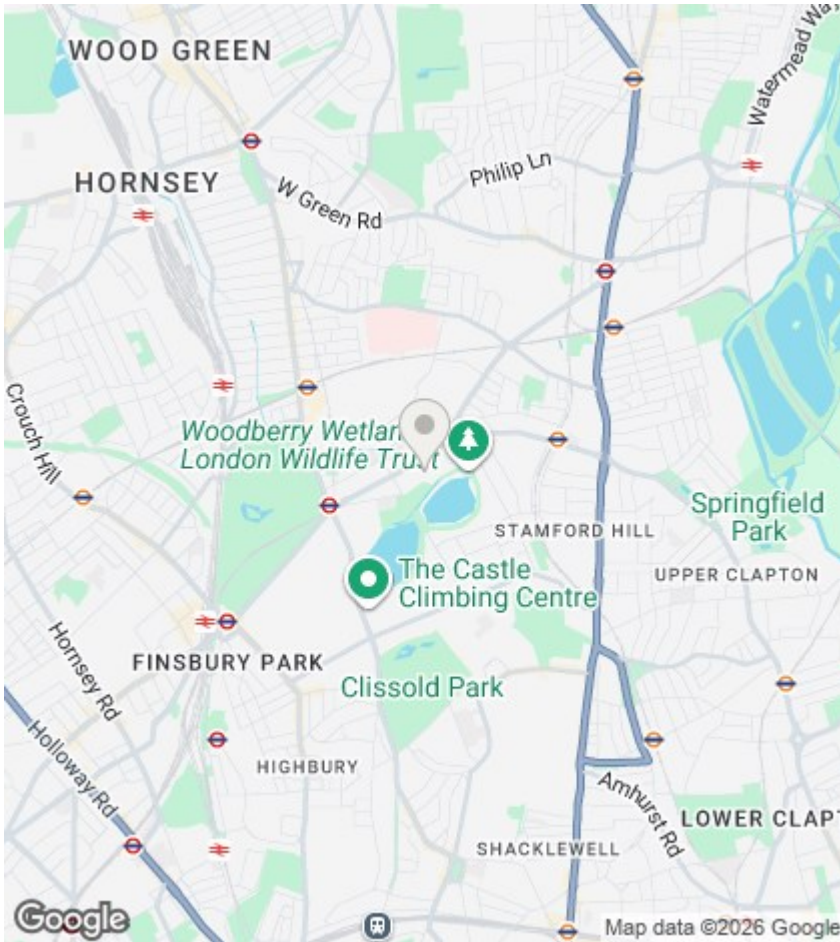 WOOD GREEN
Watermead Way
HORNSEY
Philip Ln
W Green Rd
Crouch Hill
Woodberry Wetlan
London Wildlife Trust
Springfield
Park
STAMFORD HILL
The Castle
Climbing Centre
UPPER CLAPTON
FINSBURY PARK
Hornsey Rd
Clissold Park
Holloway Rd
HIGHBURY
Amhurst Rd
LOWER CLAPT
SHACKLEWELL
Google
Map data ©2026 Google